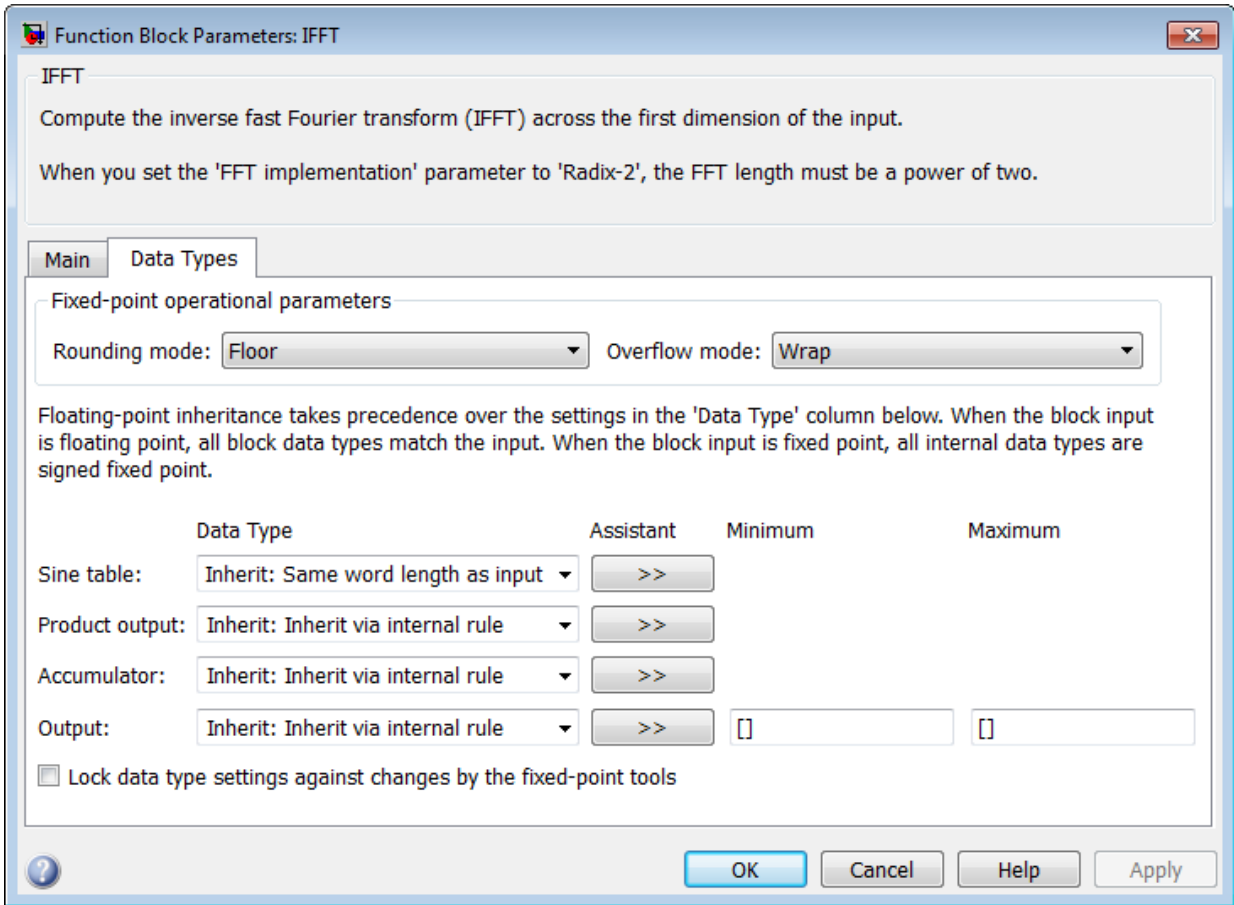 Function Block Parameters: IFFT
IFFT
Compute the inverse fast Fourier transform (IFFT) across the first dimension of the input.
When you set the 'FFT implementation' parameter to 'Radix-2', the FFT length must be a power of two.
Main Data Types
Fixed-point operational parameters
Rounding mode: Floor Overflow mode: Wrap
Floating-point inheritance takes precedence over the settings in the 'Data Type' column below. When the block input
is floating point, all block data types match the input. When the block input is fixed point, all internal data types are
signed fixed point.
Data Type Assistant Minimum Maximum
Sine table: Inherit: Same word length as input >>
Product output: Inherit: Inherit via internal rule >>
Accumulator: Inherit: Inherit via internal rule >>
Output: Inherit: Inherit via internal rule >> [] []
Lock data type settings against changes by the fixed-point tools
? OK Cancel Help Apply